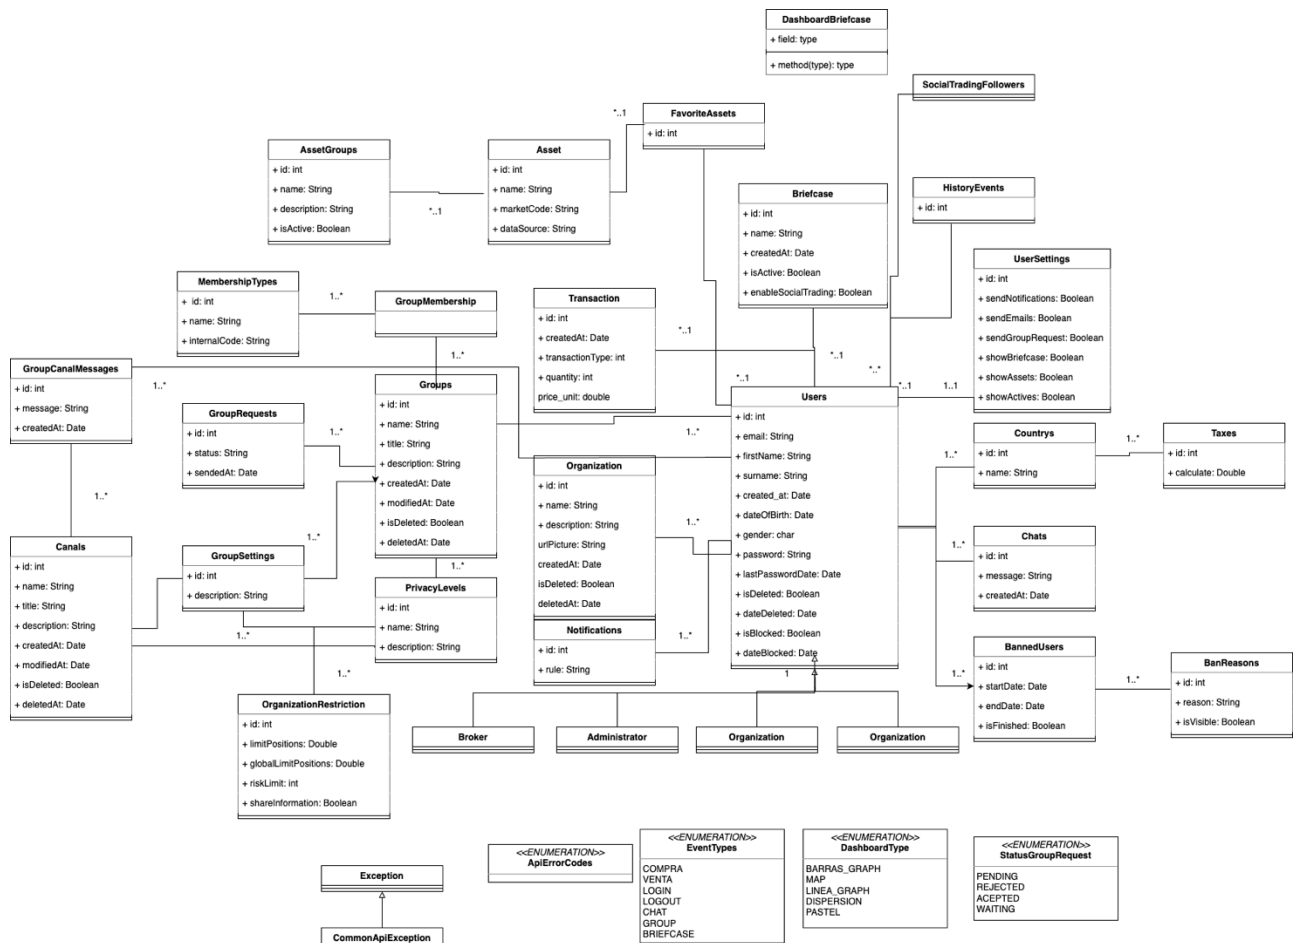 DashboardBriefcase
+ field: type
+ method(type): type
SocialTradingFollowers
FavoriteAssets
+ id: int
*..1
AssetGroups
+ id: int
+ name: String
+ description: String
+ isActive: Boolean
*..1
Asset
+ id: int
+ name: String
+ marketCode: String
+ dataSource: String
Briefcase
+ id: int
+ name: String
+ createdAt: Date
+ isActive: Boolean
+ enableSocialTrading: Boolean
HistoryEvents
+ id: int
UserSettings
+ id: int
+ sendNotifications: Boolean
+ sendEmails: Boolean
+ sendGroupRequest: Boolean
+ showBriefcase: Boolean
+ showAssets: Boolean
+ showActives: Boolean
MembershipTypes
+ id: int
+ name: String
+ internalCode: String
1..*
GroupMembership
1..*
Transaction
+ id: int
+ createdAt: Date
+ transactionType: int
+ quantity: int
price_unit: double
*..1
*..1
*..*
*..1
*..1
1..1
GroupCanalMessages
+ id: int
+ message: String
+ createdAt: Date
1..*
1..*
GroupRequests
+ id: int
+ status: String
+ sendedAt: Date
1..*
Groups
+ id: int
+ name: String
+ title: String
+ description: String
+ createdAt: Date
+ modifiedAt: Date
+ isDeleted: Boolean
+ deletedAt: Date
1..*
1..*
Users
+ id: int
+ email: String
+ firstName: String
+ surname: String
+ created_at: Date
+ dateOfBirth: Date
+ gender: char
+ password: String
+ lastPasswordDate: Date
+ isDeleted: Boolean
+ dateDeleted: Date
+ isBlocked: Boolean
+ dateBlocked: Date
Organization
+ id: int
+ name: String
+ description: String
urlPicture: String
createdAt: Date
isDeleted: Boolean
deletedAt: Date
1..*
Countrys
+ id: int
+ name: String
1..*
1..*
Taxes
+ id: int
+ calculate: Double
Chats
+ id: int
+ message: String
+ createdAt: Date
1..*
Canals
+ id: int
+ name: String
+ title: String
+ description: String
+ createdAt: Date
+ modifiedAt: Date
+ isDeleted: Boolean
+ deletedAt: Date
GroupSettings
+ id: int
+ description: String
1..*
1..*
1..*
PrivacyLevels
+ id: int
+ name: String
+ description: String
Notifications
+ id: int
+ rule: String
1..*
BannedUsers
+ id: int
+ startDate: Date
+ endDate: Date
+ isFinished: Boolean
1..*
1..*
BanReasons
+ id: int
+ reason: String
+ isVisible: Boolean
1..*
OrganizationRestriction
+ id: int
+ limitPositions: Double
+ globalLimitPositions: Double
+ riskLimit: int
+ shareInformation: Boolean
1
Broker
Administrator
Organization
Organization
<<ENUMERATION>>
ApiErrorCodes
<<ENUMERATION>>
EventTypes
COMPRA
VENTA
LOGIN
LOGOUT
CHAT
GROUP
BRIEFCASE
<<ENUMERATION>>
DashboardType
BARRAS_GRAPH
MAP
LINEA_GRAPH
DISPERSION
PASTEL
<<ENUMERATION>>
StatusGroupRequest
PENDING
REJECTED
ACEPTED
WAITING
Exception
CommonApiException